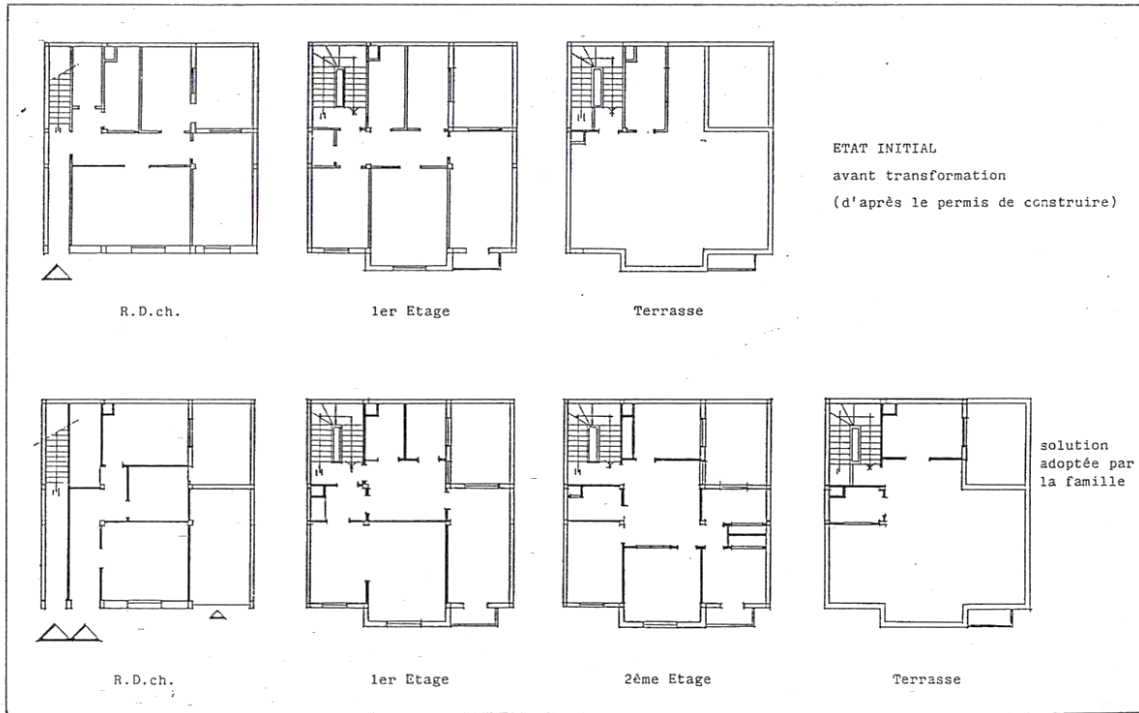 ETAT INITIAL
avant transformation
(d'après le permis de construire)
R.D.ch.
1er Etage
Terrasse
solution
adoptée par
la famille
R.D.ch.
1er Etage
2ème Etage
Terrasse